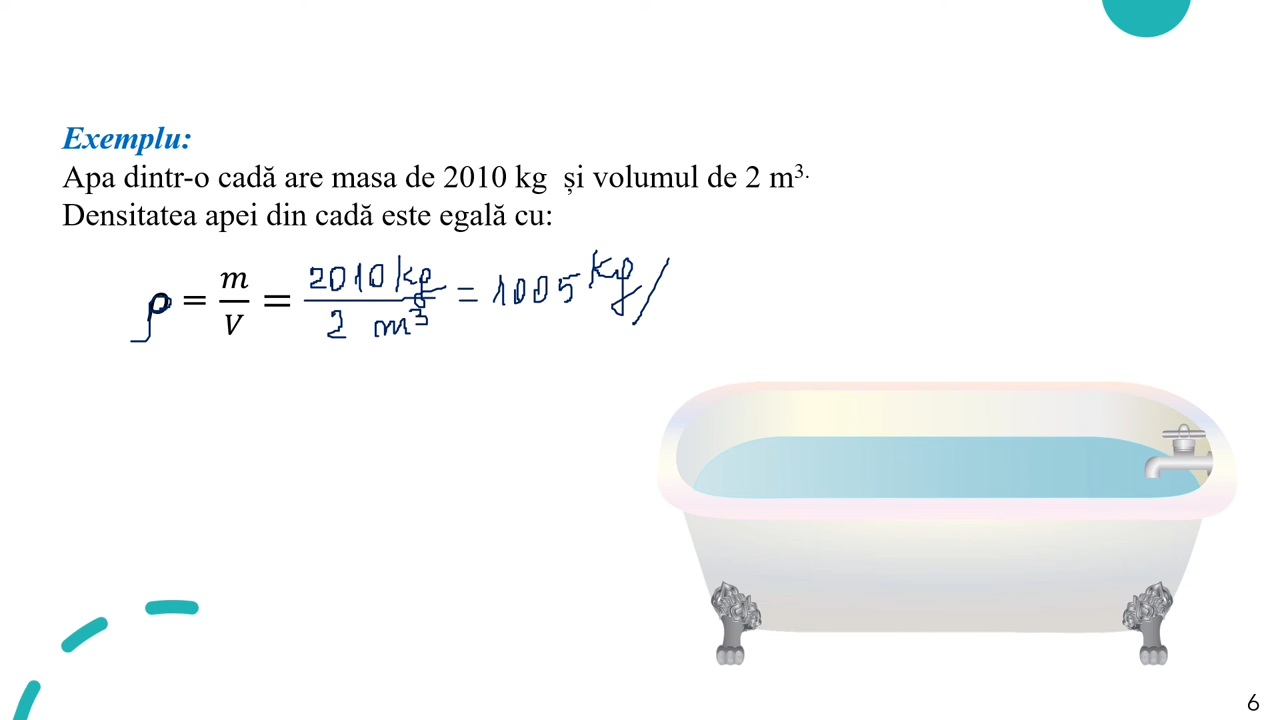 Exemplu:
Apa dintr-o cadă are masa de 2010 kg și volumul de 2 m³.
Densitatea apei din cadă este egală cu:
ρ = m/V = 2010 kg / 2 m³ = 1005 kg/
6